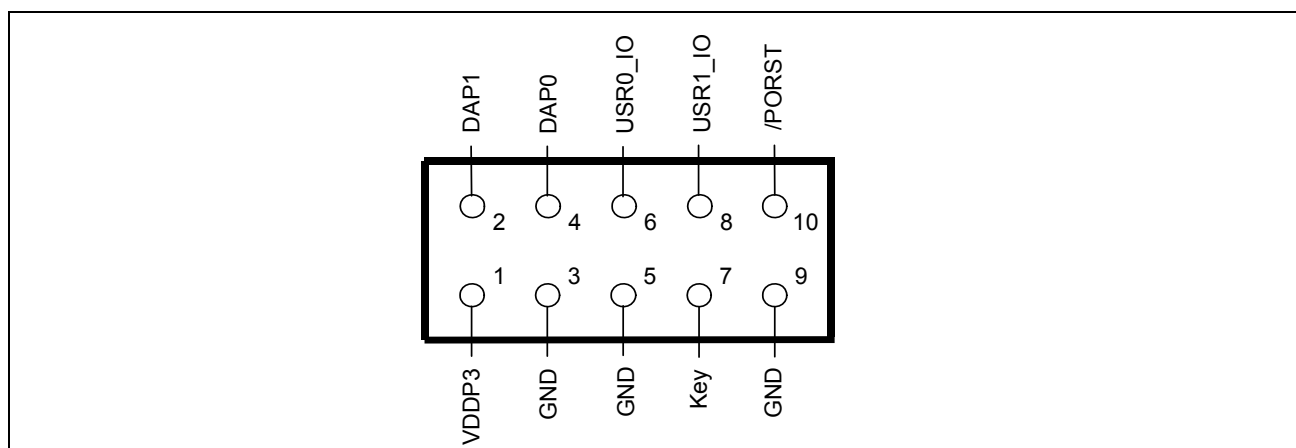 DAP1
DAP0
USR0_IO
USR1_IO
/PORST
2
4
6
8
10
1
3
5
7
9
VDDP3
GND
GND
Key
GND